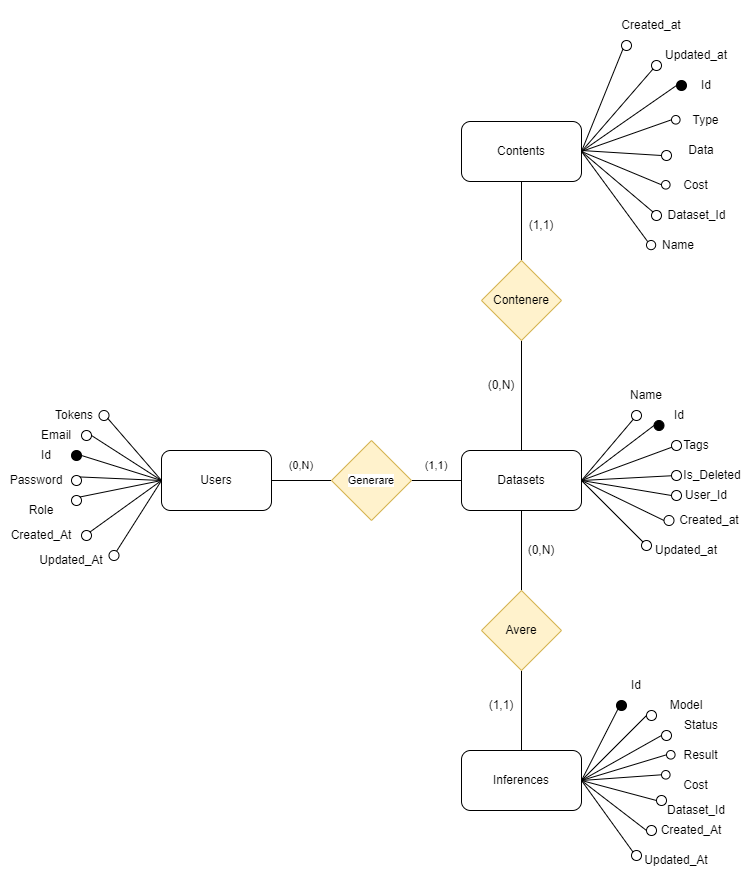 Created_at
Updated_at
Id
Type
Data
Cost
Dataset_Id
Name
Contents
(1,1)
Contenere
(0,N)
Name
Id
Tags
Is_Deleted
User_Id
Created_at
Updated_at
Tokens
Email
Id
Password
Role
Created_At
Updated_At
Users
(0,N)
Generare
(1,1)
Datasets
(0,N)
Avere
(1,1)
Inferences
Id
Model
Status
Result
Cost
Dataset_Id
Created_At
Updated_At